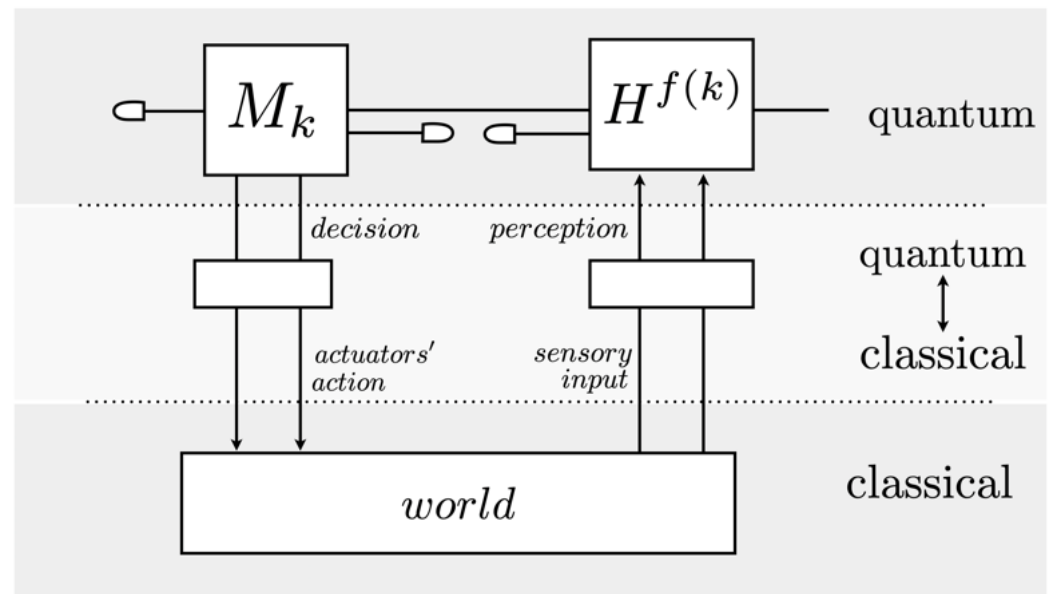 M_k
H^{f(k)}
quantum
decision
perception
quantum
classical
actuators′
action
sensory
input
world
classical